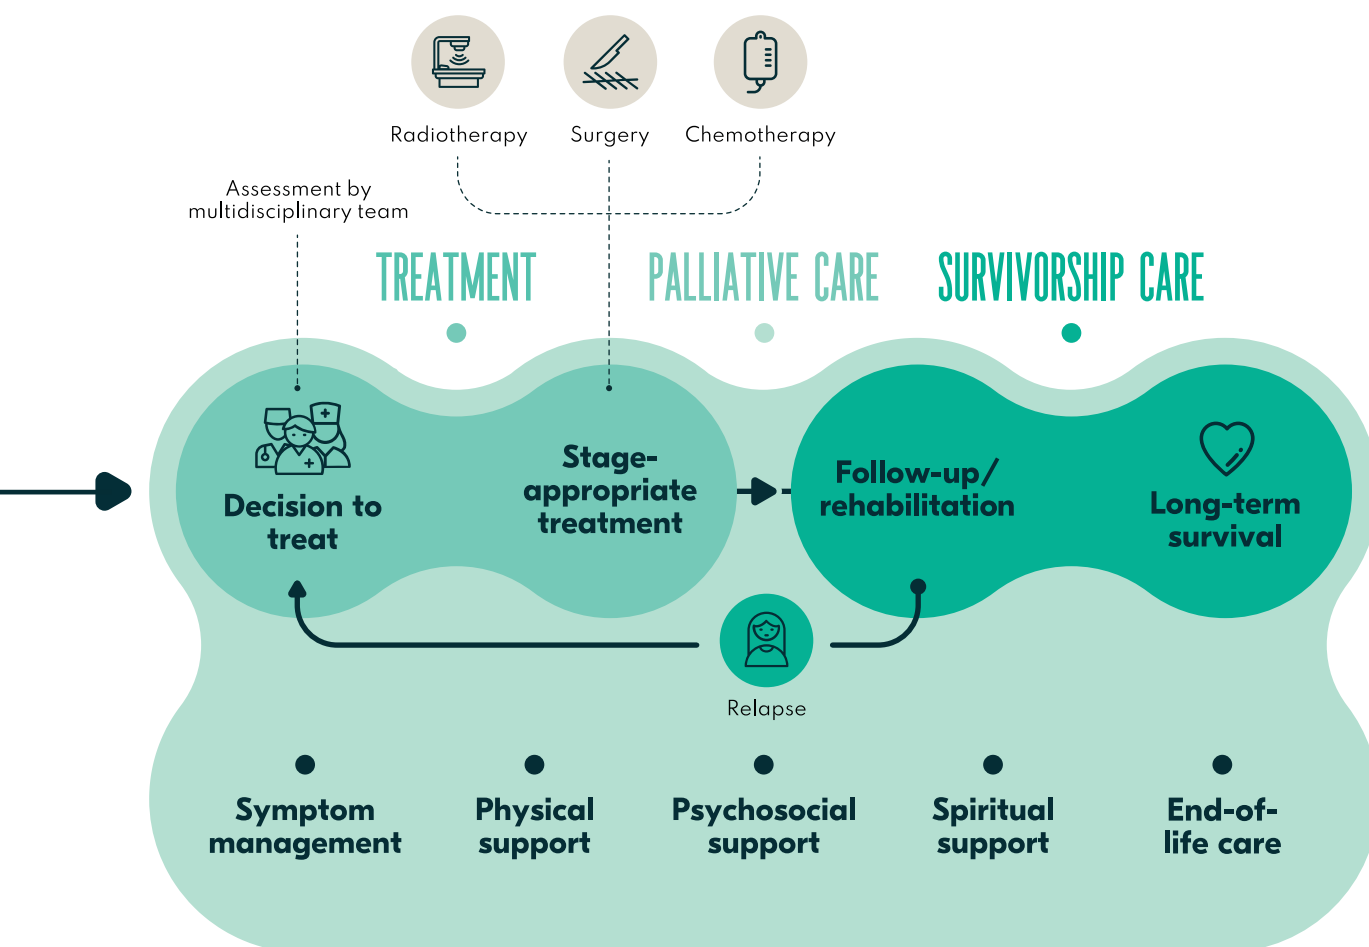 Radiotherapy
Surgery
Chemotherapy
Assessment by
multidisciplinary team
TREATMENT
PALLIATIVE CARE
SURVIVORSHIP CARE
Decision to
treat
Stage-
appropriate
treatment
Follow-up/
rehabilitation
Long-term
survival
Relapse
Symptom
management
Physical
support
Psychosocial
support
Spiritual
support
End-of-
life care